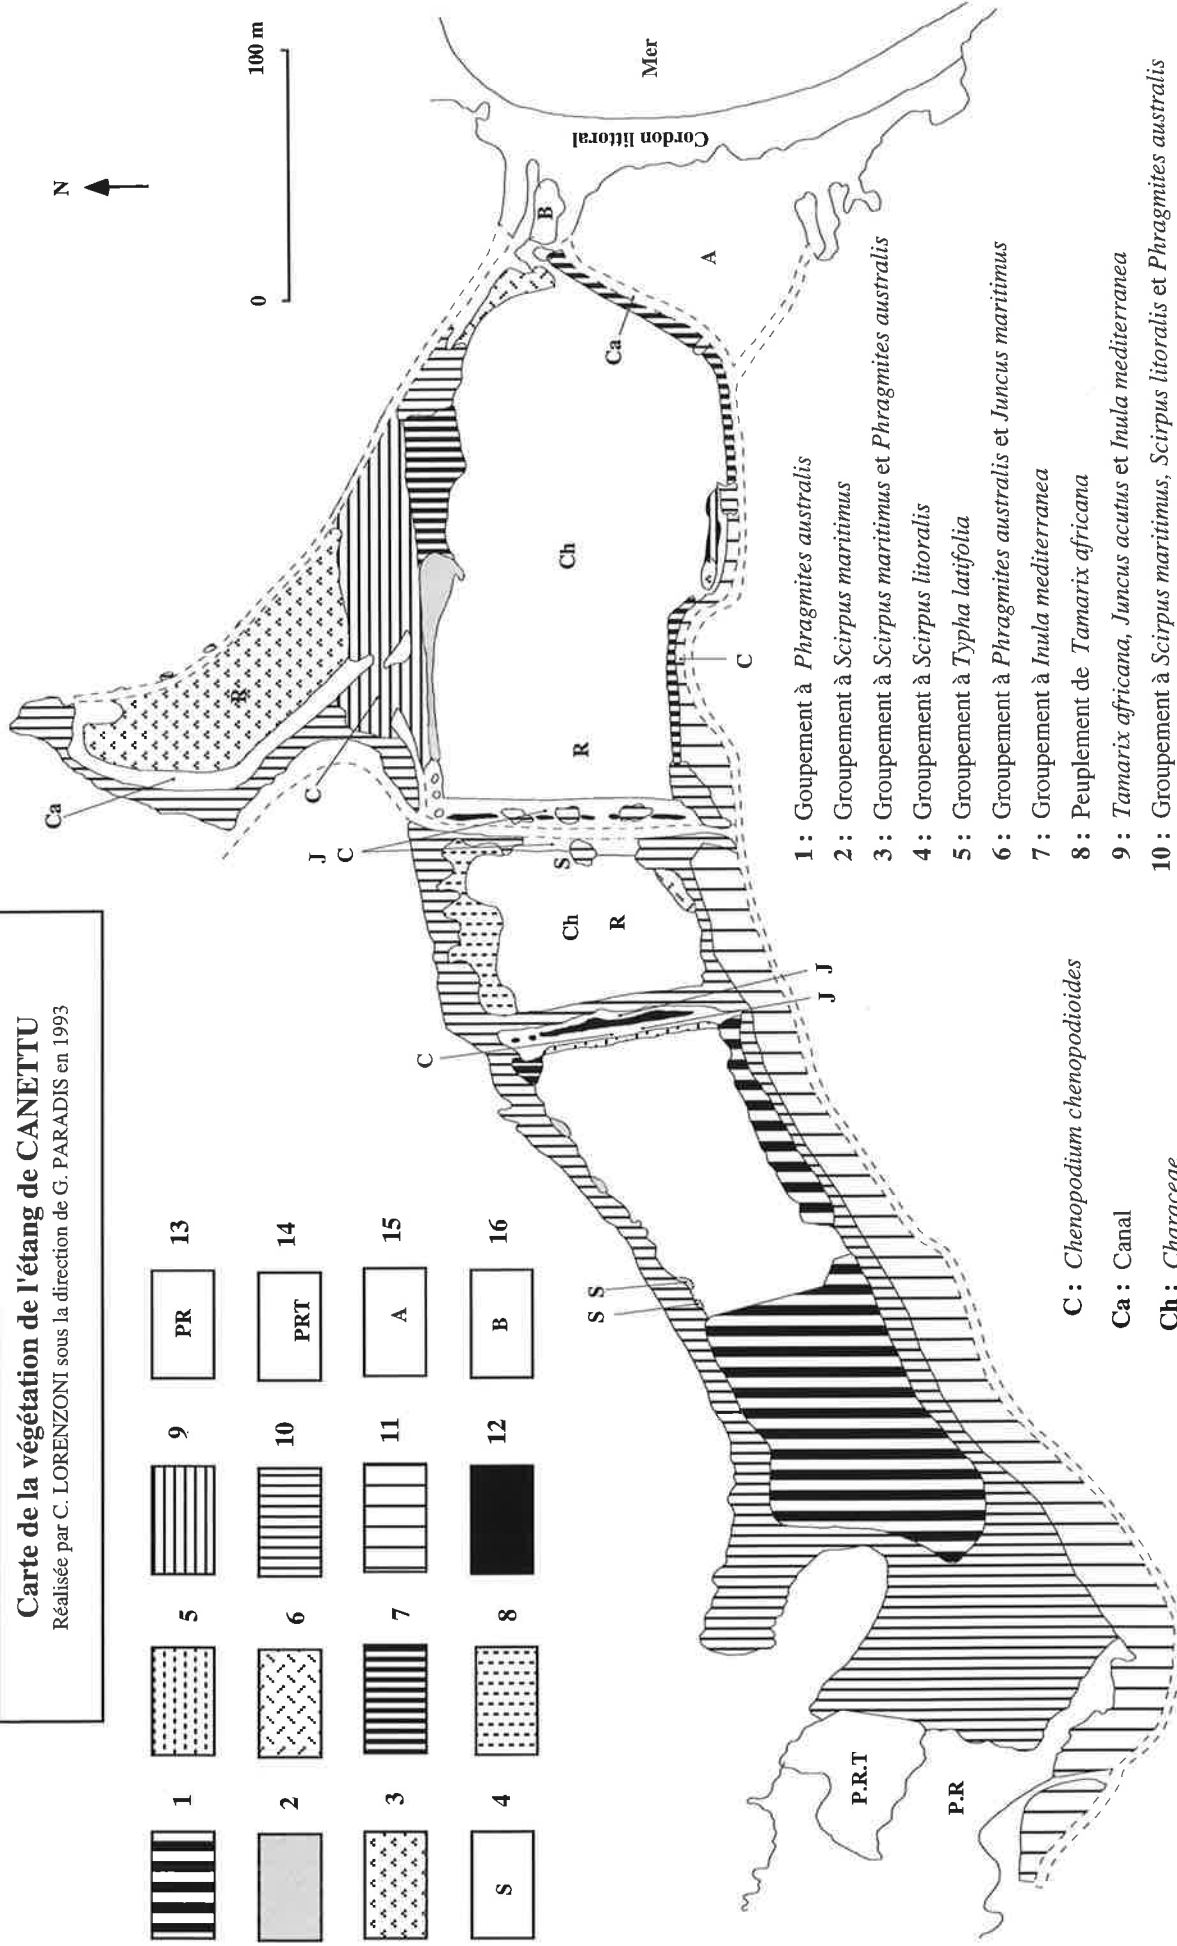 Carte de la végétation de l'étang de CANETTU
Réalisée par C. LORENZONI sous la direction de G. PARADIS en 1993
1
5
9
PR
13
2
6
10
PRT
14
3
7
11
A
15
S
4
8
12
B
16
N
0
100 m
Mer
Cordon littoral
B
A
Ca
Ch
R
C
R
Ca
C
J
C
S
Ch
R
J
J
C
S
S
P.R.T
P.R
1 : Goupement à Phragmites australis
2 : Groupement à Scirpus maritimus
3 : Groupement à Scirpus maritimus et Phragmites australis
4 : Groupement à Scirpus litoralis
5 : Groupement à Typha latifolia
6 : Groupement à Phragmites australis et Juncus maritimus
7 : Groupement à Inula mediterranea
8 : Peuplement de Tamarix africana
9 : Tamarix africana, Juncus acutus et Inula mediterranea
10 : Groupement à Scirpus maritimus, Scirpus litoralis et Phragmites australis
C : Chenopodium chenopodioides
Ca : Canal
Ch : Characeae